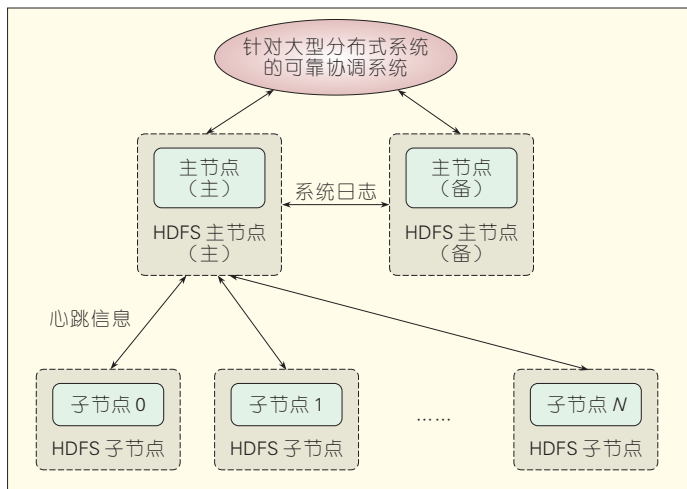 针对大型分布式系统
的可靠协调系统
主节点
（主）
HDFS 主节点
（主）
系统日志
主节点
（备）
HDFS 主节点
（备）
心跳信息
子节点 0
HDFS 子节点
子节点 1
HDFS 子节点
……
子节点 N
HDFS 子节点